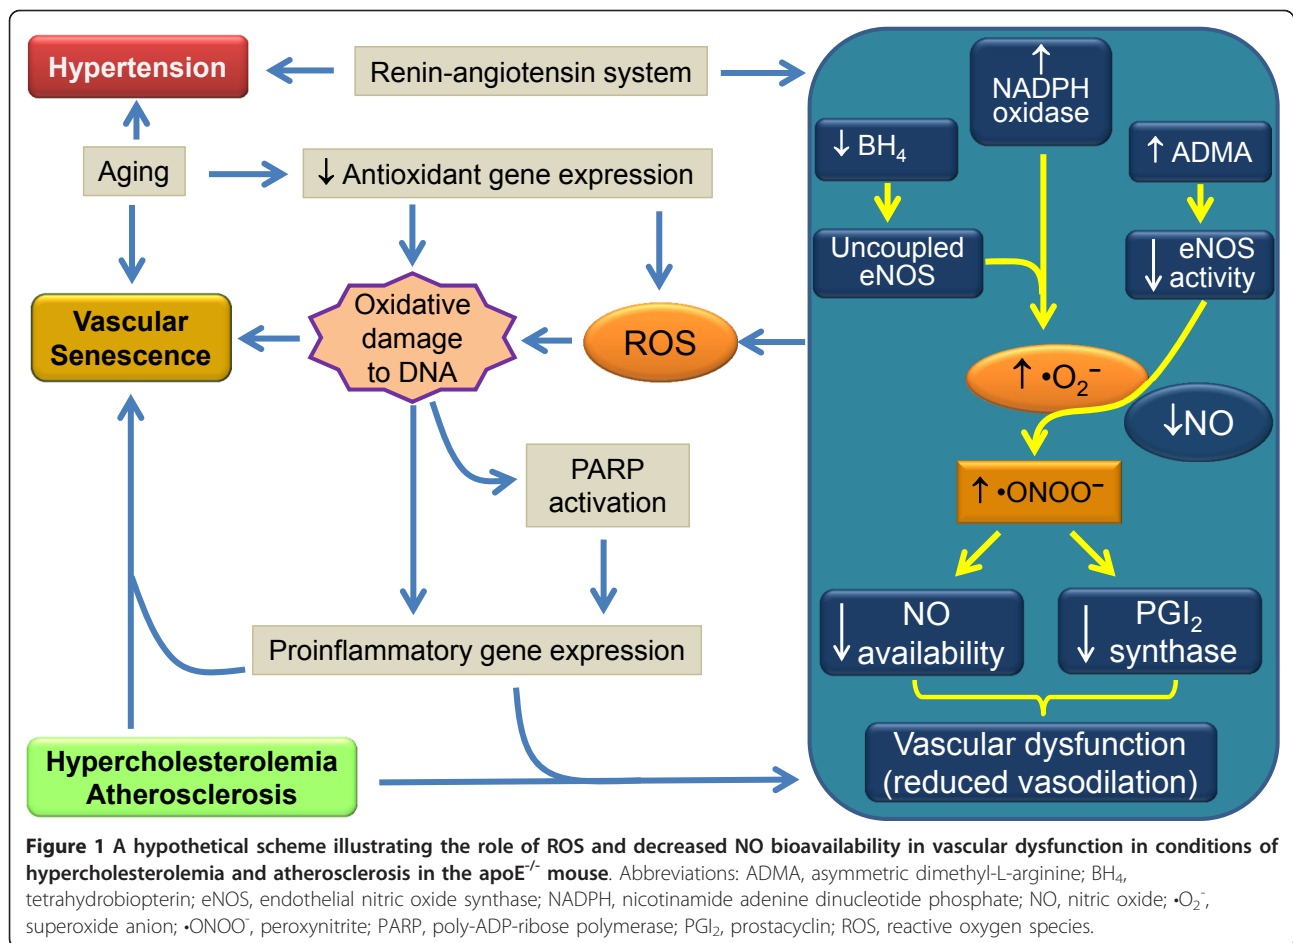 Hypertension
Renin-angiotensin system
Aging
↓ Antioxidant gene expression
Vascular
Senescence
Oxidative
damage
to DNA
ROS
PARP
activation
Proinflammatory gene expression
Hypercholesterolemia
Atherosclerosis
↑
NADPH
oxidase
↓ BH₄
↑ ADMA
Uncoupled
eNOS
↓ eNOS
activity
↑ •O₂⁻
↓NO
↑ •ONOO⁻
↓ NO
availability
↓ PGI₂
synthase
Vascular dysfunction
(reduced vasodilation)
Figure 1 A hypothetical scheme illustrating the role of ROS and decreased NO bioavailability in vascular dysfunction in conditions of
hypercholesterolemia and atherosclerosis in the apoE⁻/⁻ mouse. Abbreviations: ADMA, asymmetric dimethyl-L-arginine; BH₄,
tetrahydrobiopterin; eNOS, endothelial nitric oxide synthase; NADPH, nicotinamide adenine dinucleotide phosphate; NO, nitric oxide; •O₂⁻,
superoxide anion; •ONOO⁻, peroxynitrite; PARP, poly-ADP-ribose polymerase; PGI₂, prostacyclin; ROS, reactive oxygen species.